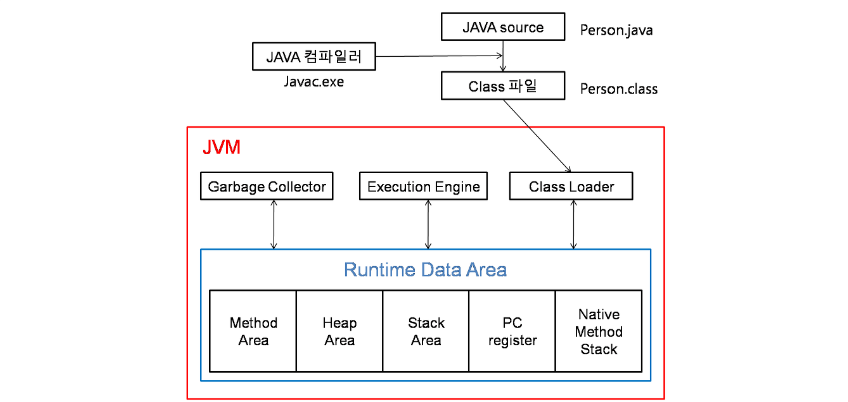 JAVA source
Person.java
JAVA 컴파일러
Javac.exe
Class 파일
Person.class
JVM
Garbage Collector
Execution Engine
Class Loader
Runtime Data Area
Method
Area
Heap
Area
Stack
Area
PC
register
Native
Method
Stack